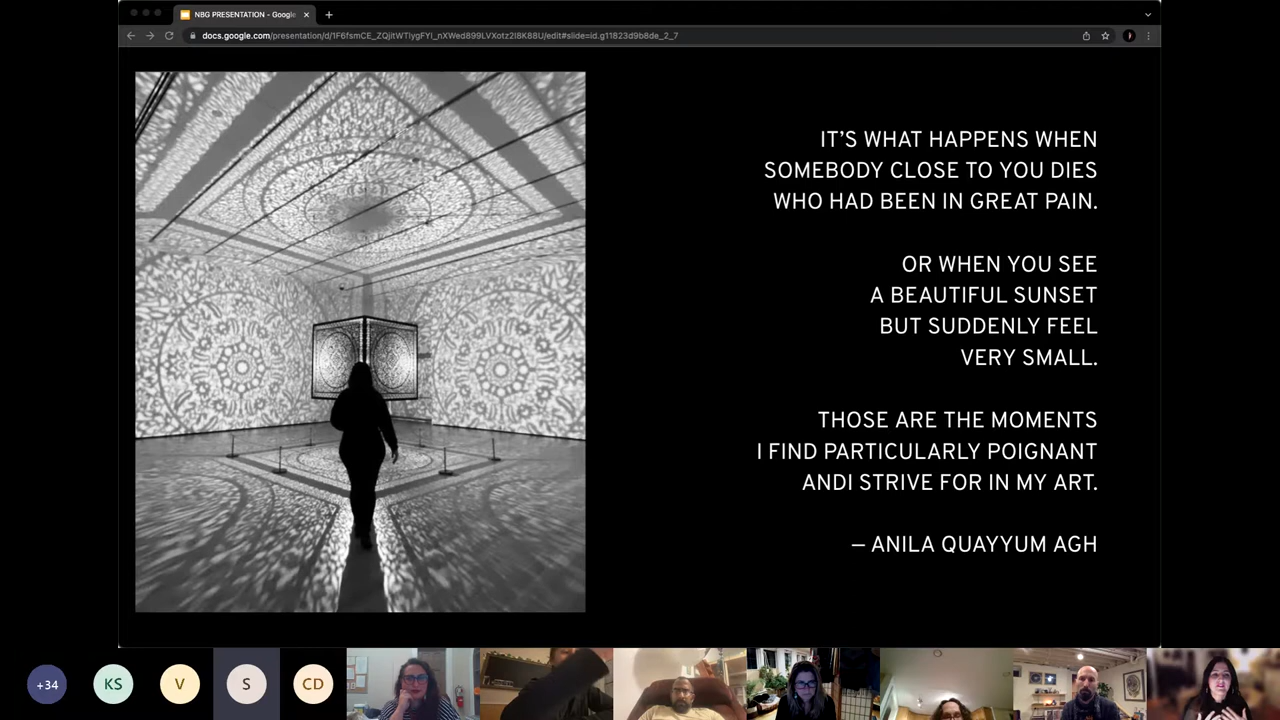 NBG PRESENTATION - Google
docs.google.com/presentation/d/1F6fsmCE_ZQjitWTlygFYI_nXWed899LVXotz2I8K88U/edit#slide=id.g11823d9b8de_2_7
IT'S WHAT HAPPENS WHEN
SOMEBODY CLOSE TO YOU DIES
WHO HAD BEEN IN GREAT PAIN.
OR WHEN YOU SEE
A BEAUTIFUL SUNSET
BUT SUDDENLY FEEL
VERY SMALL.
THOSE ARE THE MOMENTS
I FIND PARTICULARLY POIGNANT
ANDI STRIVE FOR IN MY ART.
– ANILA QUAYYUM AGH
+34
KS
V
S
CD